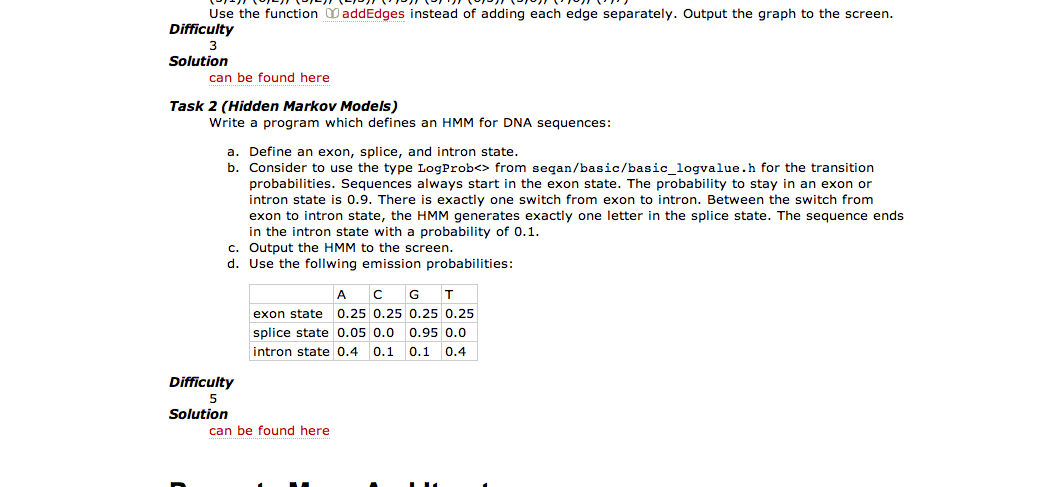 Use the function addEdges instead of adding each edge separately. Output the graph to the screen.
Difficulty
3
Solution
can be found here
Task 2 (Hidden Markov Models)
Write a program which defines an HMM for DNA sequences:
a. Define an exon, splice, and intron state.
b. Consider to use the type LogProb<> from seqan/basic/basic_logvalue.h for the transition
probabilities. Sequences always start in the exon state. The probability to stay in an exon or
intron state is 0.9. There is exactly one switch from exon to intron. Between the switch from
exon to intron state, the HMM generates exactly one letter in the splice state. The sequence ends
in the intron state with a probability of 0.1.
c. Output the HMM to the screen.
d. Use the follwing emission probabilities:
A C G T
exon state 0.25 0.25 0.25 0.25
splice state 0.05 0.0 0.95 0.0
intron state 0.4 0.1 0.1 0.4
Difficulty
5
Solution
can be found here